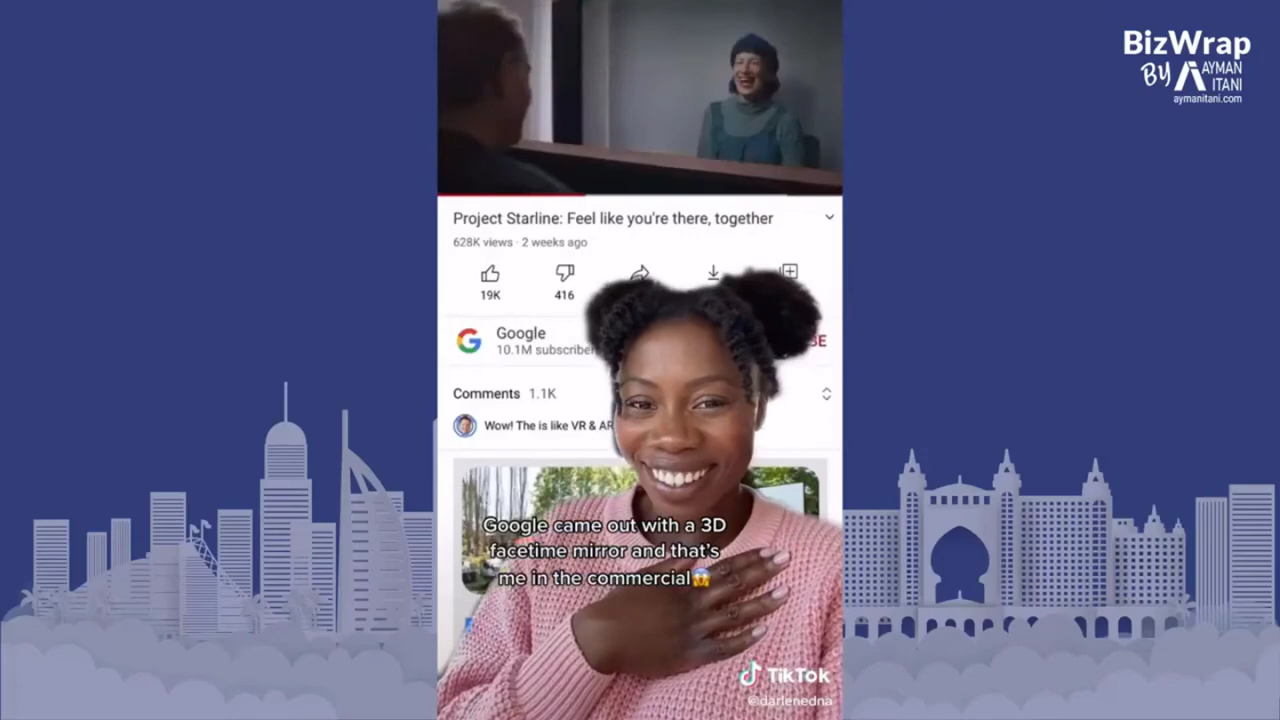 BizWrap
BY AYMAN
ITANI
aymanitani.com
Project Starline: Feel like you're there, together
628K views · 2 weeks ago
19K
416
Google
10.1M subscriber
Comments 1.1K
Wow! The is like VR & AR
Google came out with a 3D
facetime mirror and that's
me in the commercial😱
TikTok
@darlenedna